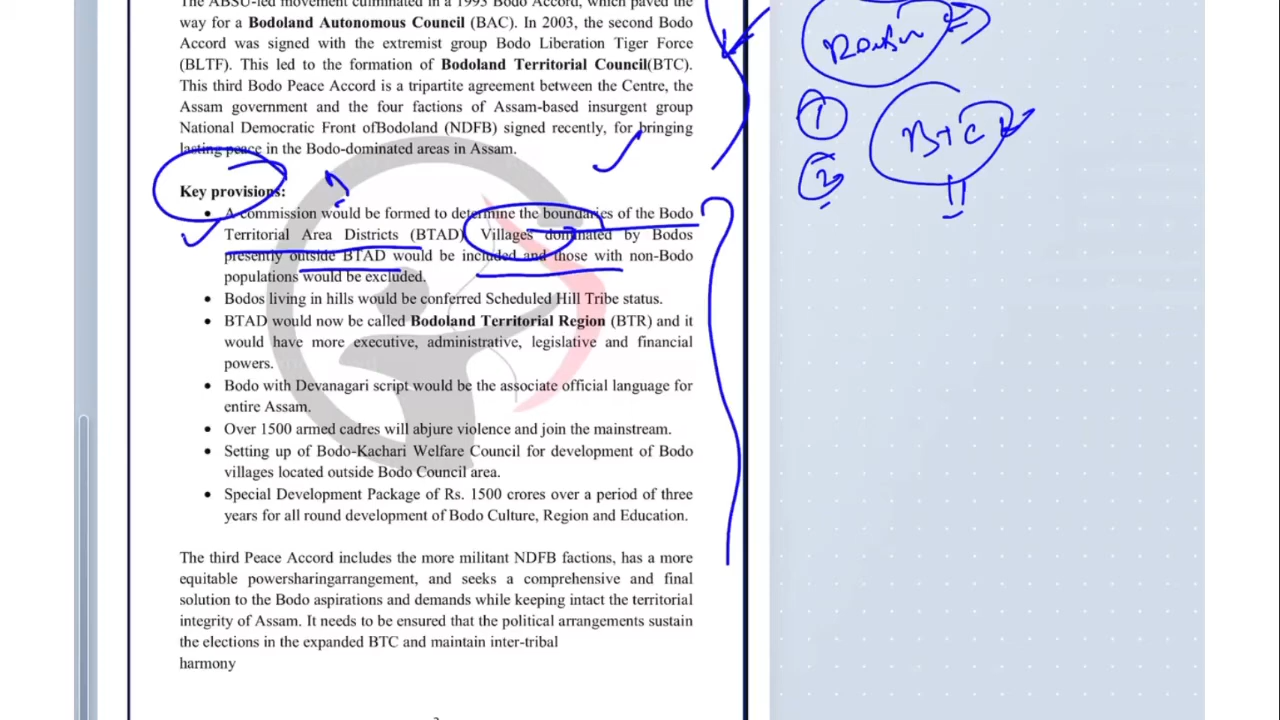 The ABSU-led movement culminated in a 1993 Bodo Accord, which paved the
way for a Bodoland Autonomous Council (BAC). In 2003, the second Bodo
Accord was signed with the extremist group Bodo Liberation Tiger Force
(BLTF). This led to the formation of Bodoland Territorial Council(BTC).
This third Bodo Peace Accord is a tripartite agreement between the Centre, the
Assam government and the four factions of Assam-based insurgent group
National Democratic Front ofBodoland (NDFB) signed recently, for bringing
lasting peace in the Bodo-dominated areas in Assam.
Key provisions:
• A commission would be formed to determine the boundaries of the Bodo
Territorial Area Districts (BTAD) Villages dominated by Bodos
presently outside BTAD would be included and those with non-Bodo
populations would be excluded.
• Bodos living in hills would be conferred Scheduled Hill Tribe status.
• BTAD would now be called Bodoland Territorial Region (BTR) and it
would have more executive, administrative, legislative and financial
powers.
• Bodo with Devanagari script would be the associate official language for
entire Assam.
• Over 1500 armed cadres will abjure violence and join the mainstream.
• Setting up of Bodo-Kachari Welfare Council for development of Bodo
villages located outside Bodo Council area.
• Special Development Package of Rs. 1500 crores over a period of three
years for all round development of Bodo Culture, Region and Education.
The third Peace Accord includes the more militant NDFB factions, has a more
equitable powersharingarrangement, and seeks a comprehensive and final
solution to the Bodo aspirations and demands while keeping intact the territorial
integrity of Assam. It needs to be ensured that the political arrangements sustain
the elections in the expanded BTC and maintain inter-tribal
harmony
1
BTC
2